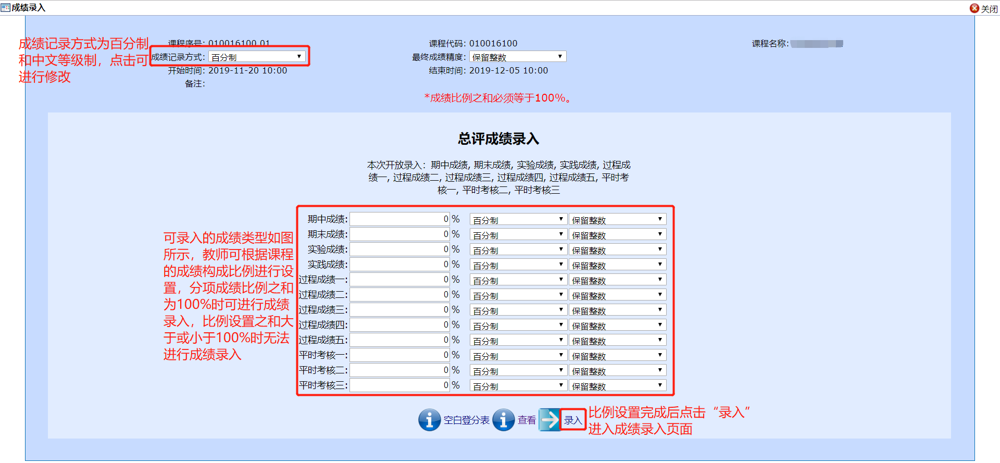 成绩录入
关闭
成绩记录方式为百分制
和中文等级制，点击可
进行修改
课程序号：010016100.01
课程代码：010016100
课程名称：
成绩记录方式：百分制
最终成绩精度：保留整数
开始时间：2019-11-20 10:00
结束时间：2019-12-05 10:00
备注：
*成绩比例之和必须等于100%。
总评成绩录入
本次开放录入：期中成绩, 期末成绩, 实验成绩, 实践成绩, 过程成
绩一, 过程成绩二, 过程成绩三, 过程成绩四, 过程成绩五, 平时考
核一, 平时考核二, 平时考核三
可录入的成绩类型如图
所示，教师可根据课程
的成绩构成比例进行设
置，分项成绩比例之和
为100%时可进行成绩
录入，比例设置之和大
于或小于100%时无法
进行成绩录入
期中成绩: 0 % 百分制 保留整数
期末成绩: 0 % 百分制 保留整数
实验成绩: 0 % 百分制 保留整数
实践成绩: 0 % 百分制 保留整数
过程成绩一: 0 % 百分制 保留整数
过程成绩二: 0 % 百分制 保留整数
过程成绩三: 0 % 百分制 保留整数
过程成绩四: 0 % 百分制 保留整数
过程成绩五: 0 % 百分制 保留整数
平时考核一: 0 % 百分制 保留整数
平时考核二: 0 % 百分制 保留整数
平时考核三: 0 % 百分制 保留整数
空白登分表 查看 录入
比例设置完成后点击“录入”
进入成绩录入页面